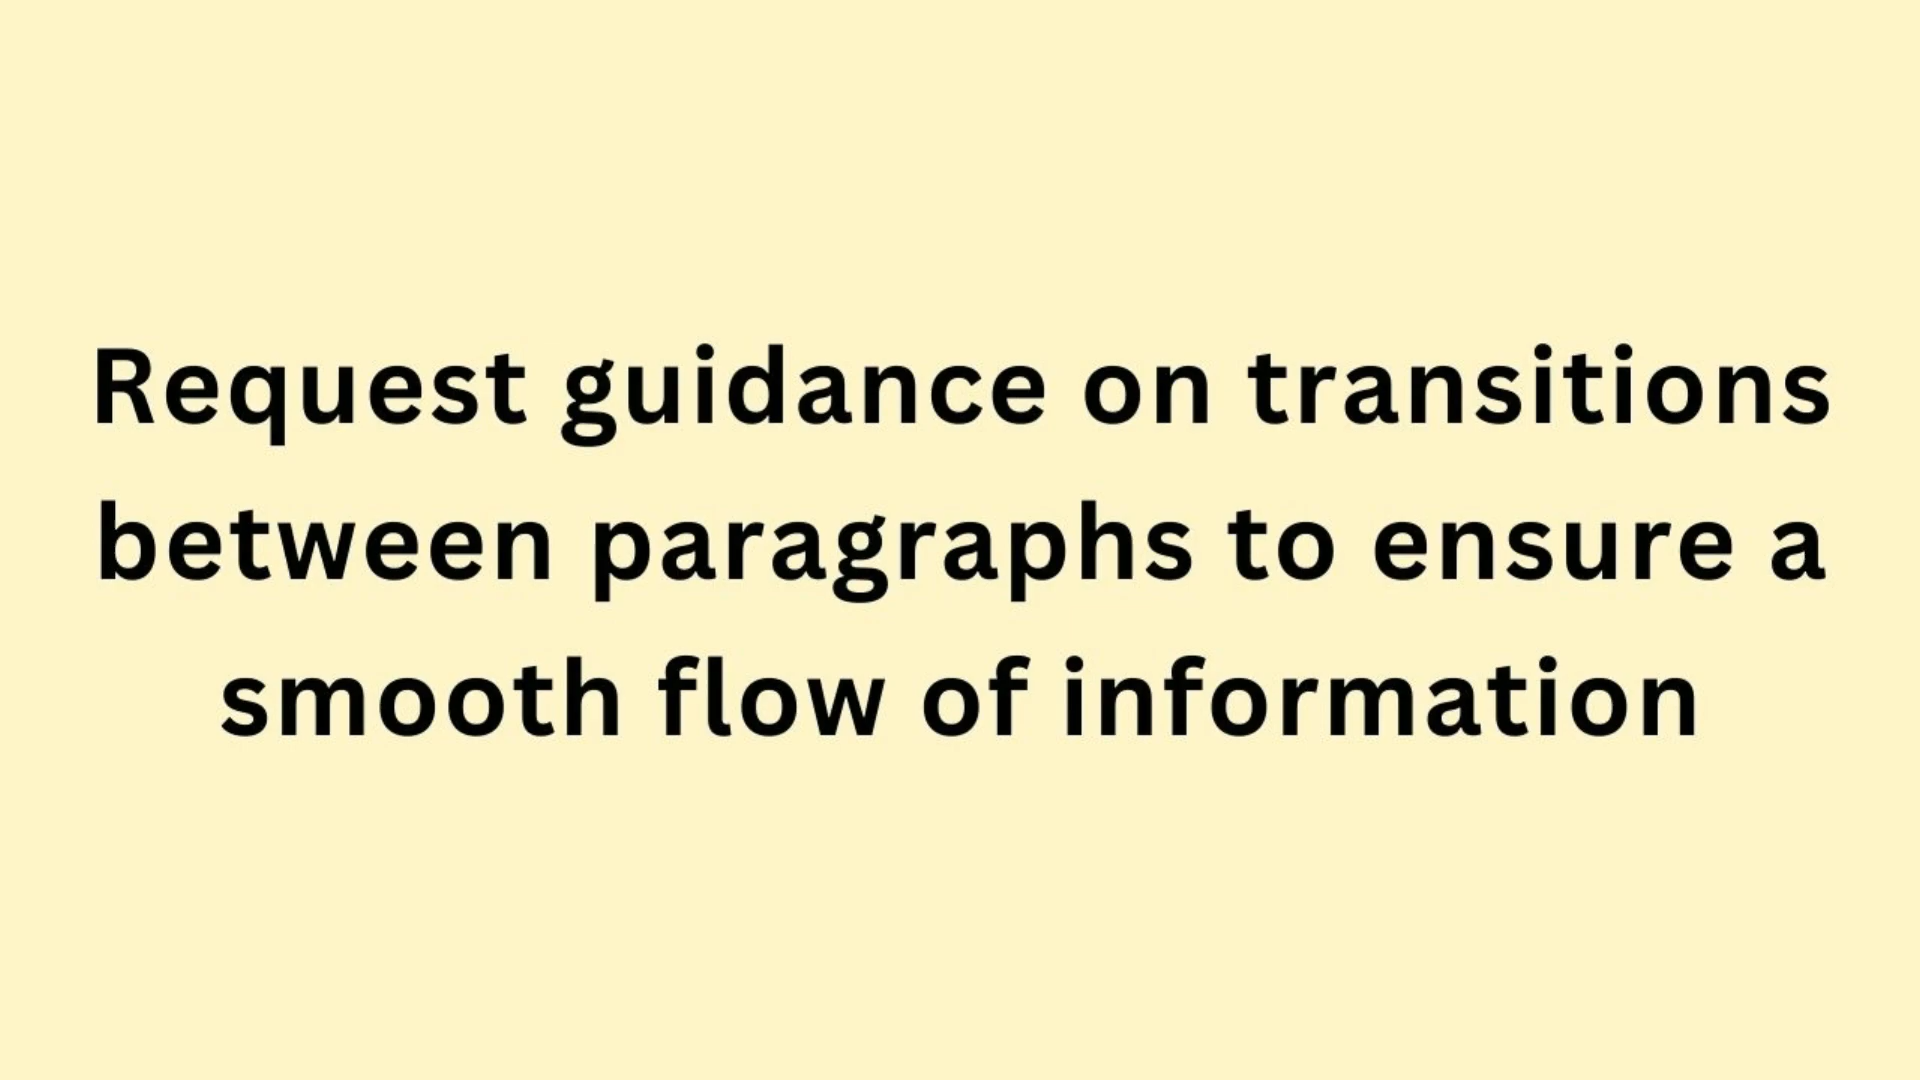 Request guidance on transitions
between paragraphs to ensure a
smooth flow of information